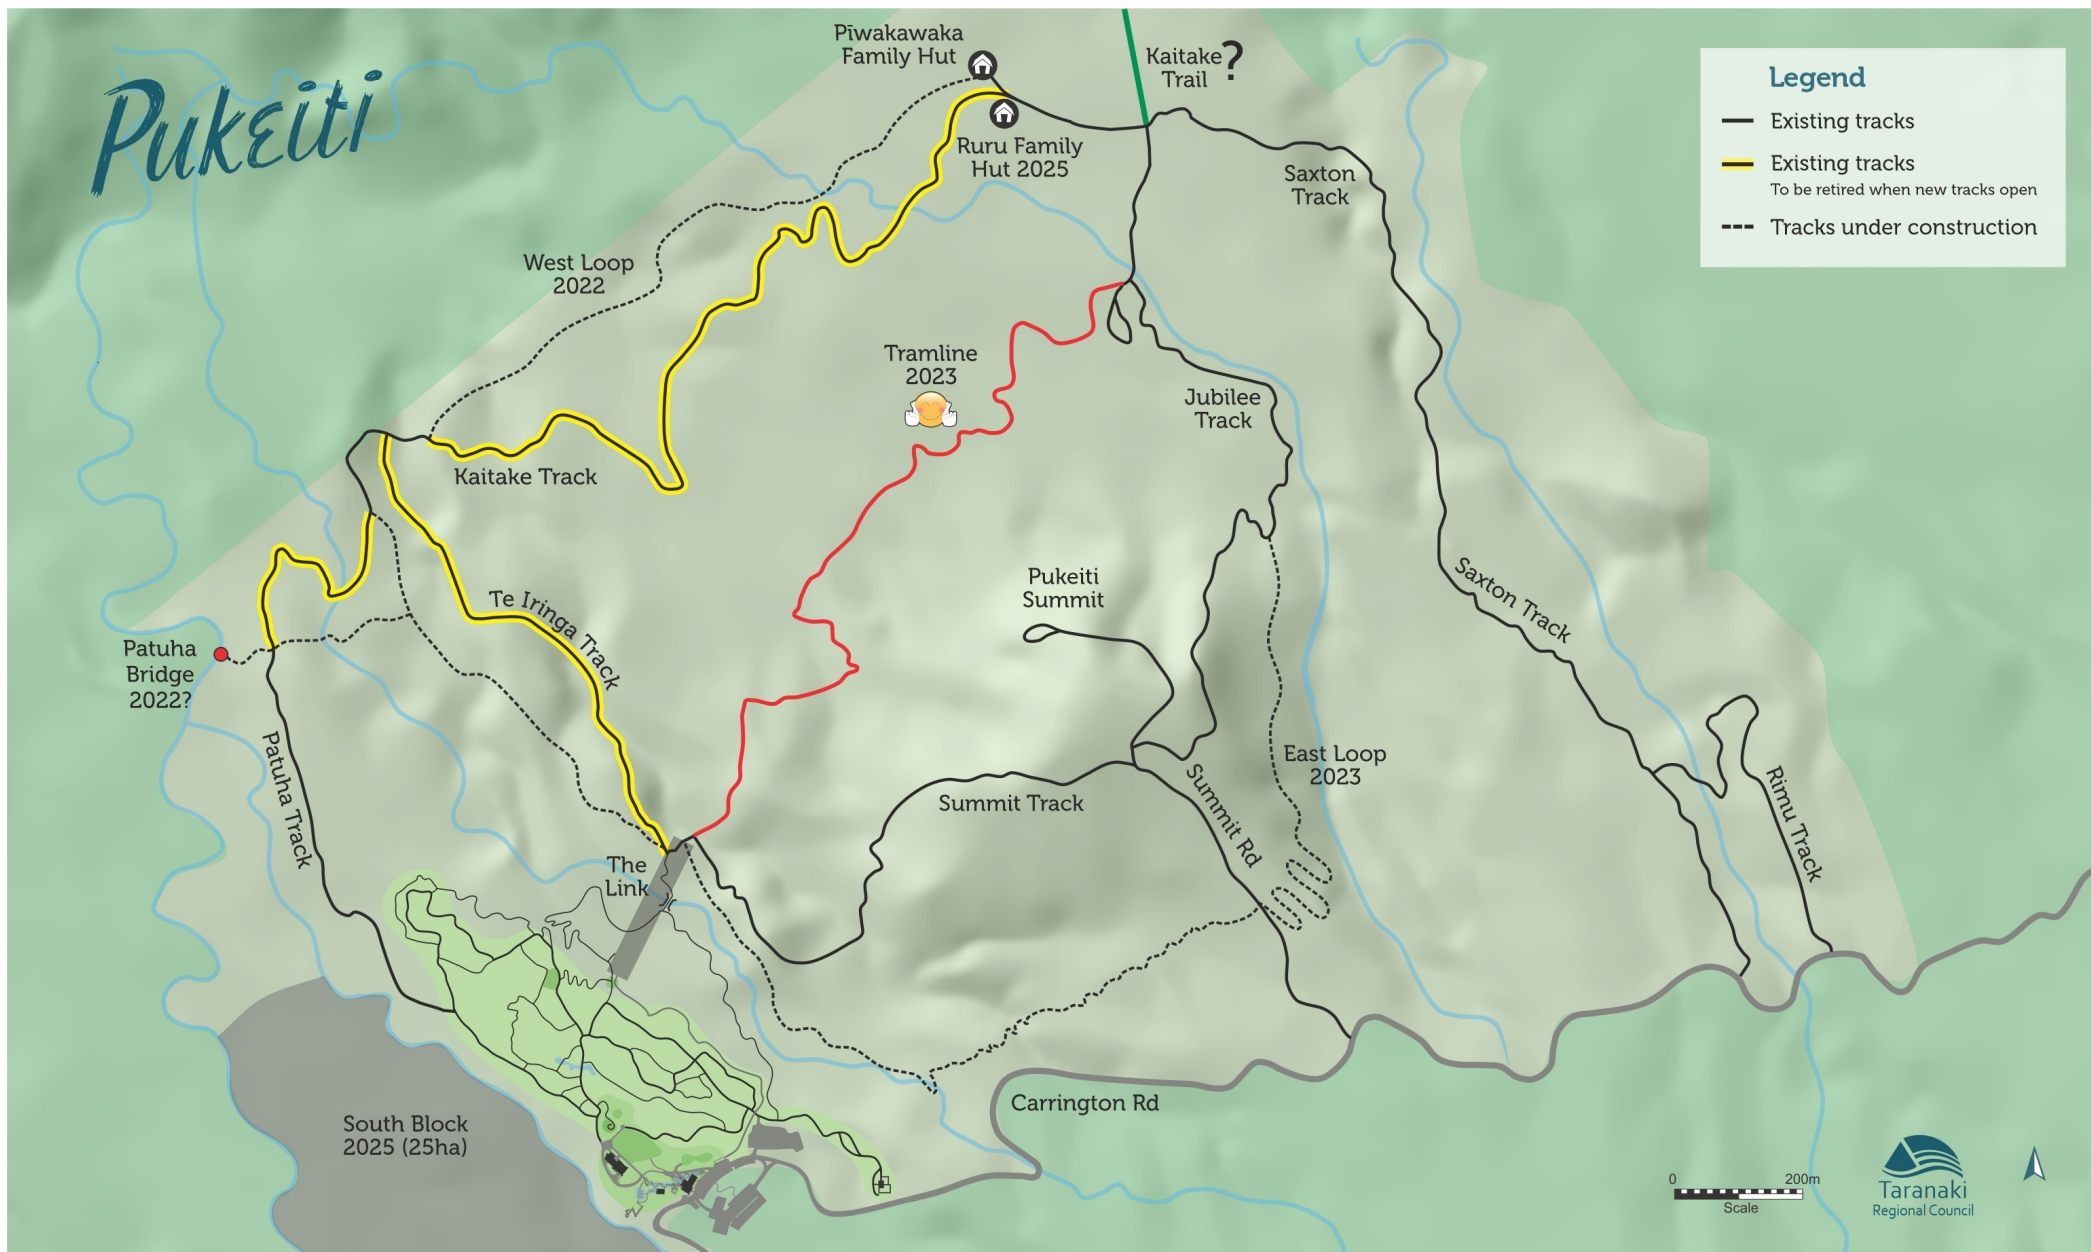 Pukeiti
Pīwakawaka
Family Hut
Kaitake
Trail
?
Ruru Family
Hut 2025
Saxton
Track
Legend
Existing tracks
Existing tracks
To be retired when new tracks open
Tracks under construction
West Loop
2022
Tramline
2023
Jubilee
Track
Kaitake Track
Pukeiti
Summit
Saxton Track
Te Iringa Track
Patuha
Bridge
2022?
Patuha Track
East Loop
2023
Summit Track
Summit Rd
Rimu Track
The
Link
South Block
2025 (25ha)
Carrington Rd
0 200m
Scale
Taranaki
Regional Council